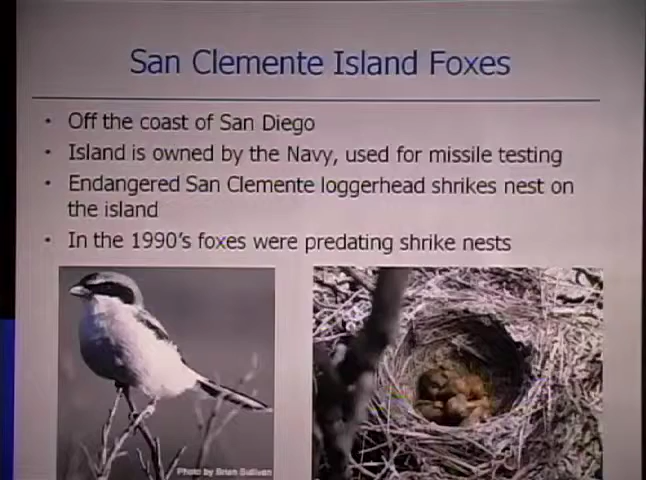 San Clemente Island Foxes
• Off the coast of San Diego
• Island is owned by the Navy, used for missile testing
• Endangered San Clemente loggerhead shrikes nest on
the island
• In the 1990's foxes were predating shrike nests
Photo by Brian Sullivan